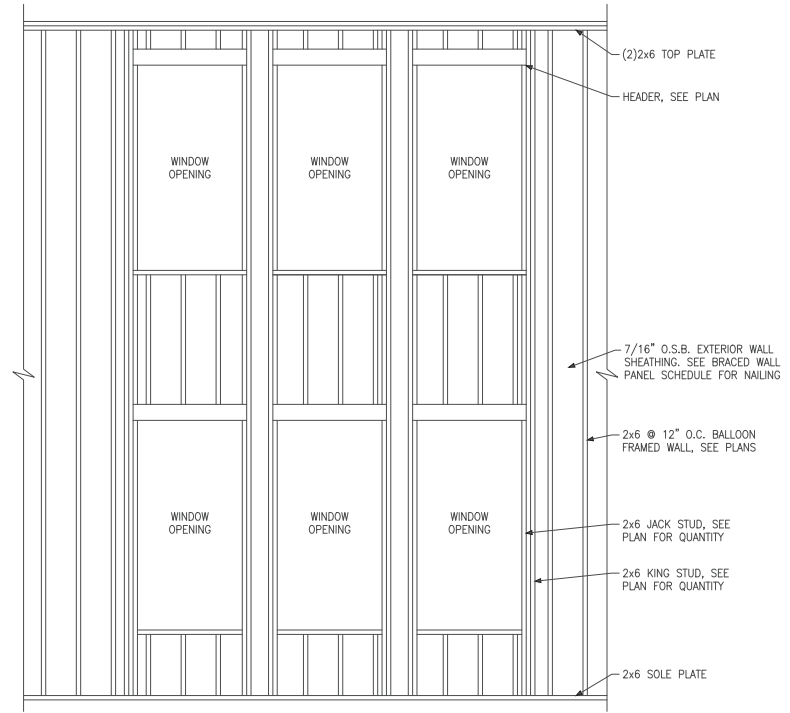 (2)2x6 TOP PLATE
HEADER, SEE PLAN
WINDOW
OPENING
WINDOW
OPENING
WINDOW
OPENING
7/16" O.S.B. EXTERIOR WALL
SHEATHING. SEE BRACED WALL
PANEL SCHEDULE FOR NAILING
2x6 @ 12" O.C. BALLOON
FRAMED WALL, SEE PLANS
WINDOW
OPENING
WINDOW
OPENING
WINDOW
OPENING
2x6 JACK STUD, SEE
PLAN FOR QUANTITY
2x6 KING STUD, SEE
PLAN FOR QUANTITY
2x6 SOLE PLATE